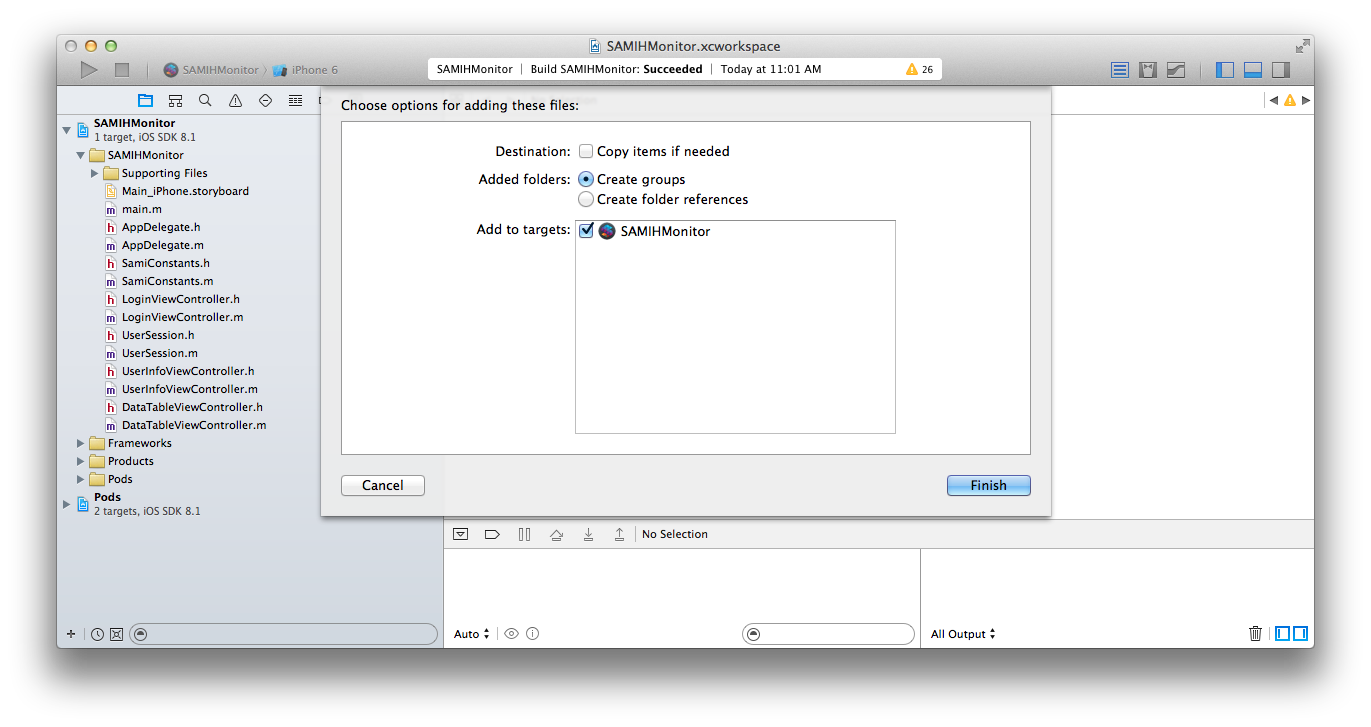 SAMIHMonitor.xcworkspace
SAMIHMonitor iPhone 6
SAMIHMonitor | Build SAMIHMonitor: Succeeded | Today at 11:01 AM 26
SAMIHMonitor
1 target, iOS SDK 8.1
SAMIHMonitor
Supporting Files
Main_iPhone.storyboard
main.m
AppDelegate.h
AppDelegate.m
SamiConstants.h
SamiConstants.m
LoginViewController.h
LoginViewController.m
UserSession.h
UserSession.m
UserInfoViewController.h
UserInfoViewController.m
DataTableViewController.h
DataTableViewController.m
Frameworks
Products
Pods
Pods
2 targets, iOS SDK 8.1
Choose options for adding these files:
Destination: Copy items if needed
Added folders: Create groups
Create folder references
Add to targets: SAMIHMonitor
Cancel
Finish
No Selection
Auto
All Output